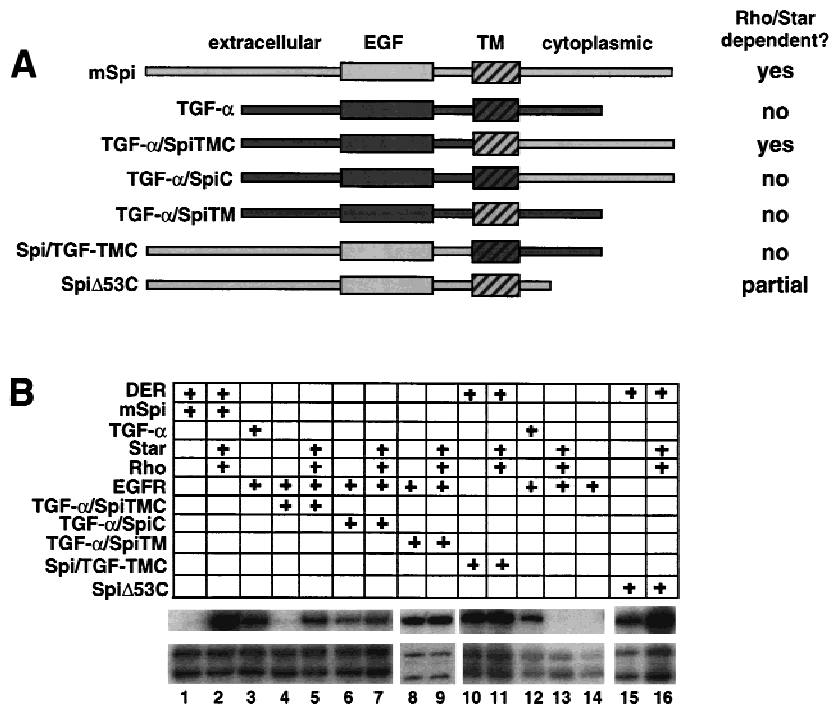 Rho/Star
dependent?
extracellular EGF TM cytoplasmic
A
mSpi yes
TGF-α no
TGF-α/SpiTMC yes
TGF-α/SpiC no
TGF-α/SpiTM no
Spi/TGF-TMC no
SpiΔ53C partial
B
DER + + + + + +
mSpi + +
TGF-α + +
Star + + + + + + +
Rho + + + + + + +
EGFR + + + + + + + + + +
TGF-α/SpiTMC + +
TGF-α/SpiC + +
TGF-α/SpiTM + +
Spi/TGF-TMC + +
SpiΔ53C + +
1 2 3 4 5 6 7 8 9 10 11 12 13 14 15 16